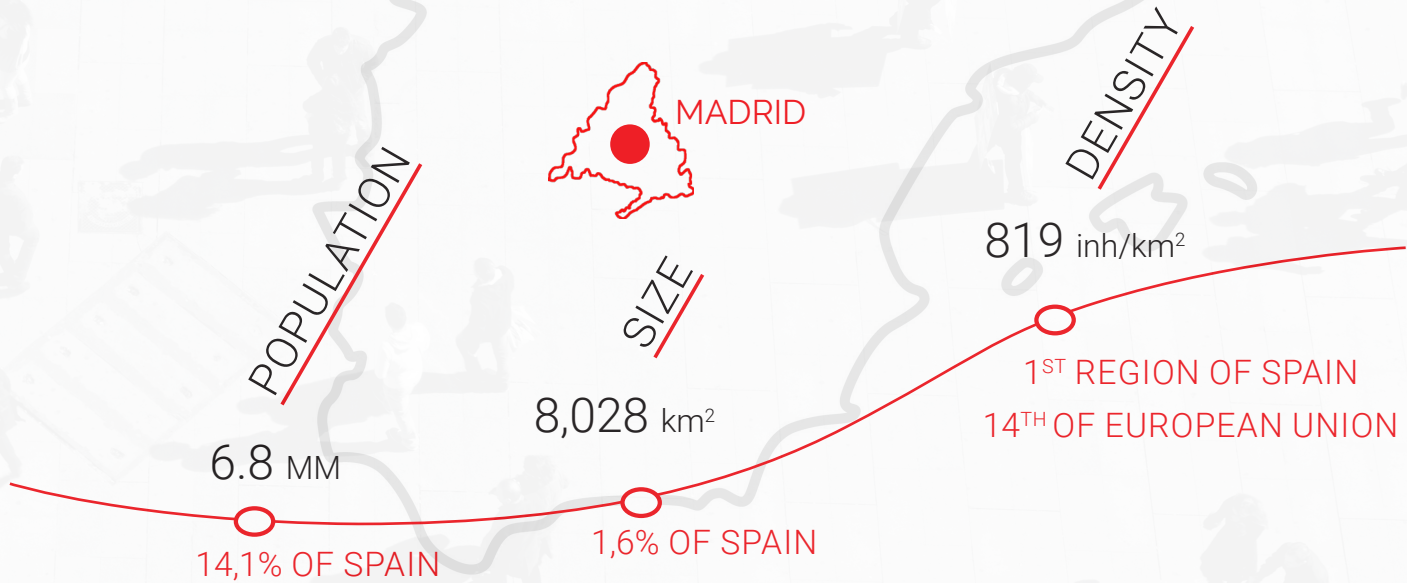 MADRID
POPULATION
6.8 MM
14,1% OF SPAIN
SIZE
8,028 km²
1,6% OF SPAIN
DENSITY
819 inh/km²
1ST REGION OF SPAIN
14TH OF EUROPEAN UNION